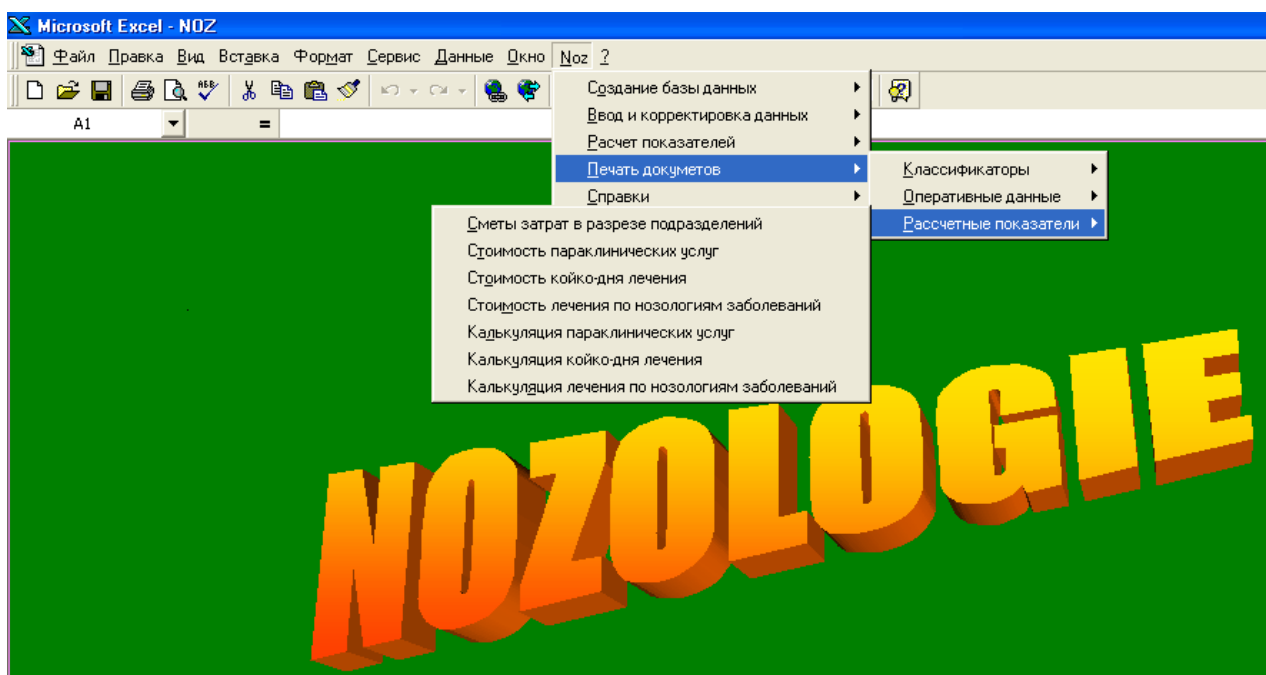 Microsoft Excel - NOZ
Файл Правка Вид Вставка Формат Сервис Данные Окно Noz ?
A1 =
Создание базы данных
Ввод и корректировка данных
Расчет показателей
Печать докуметов
Справки
Классификаторы
Оперативные данные
Рассчетные показатели
Сметы затрат в разрезе подразделений
Стоимость параклинических услуг
Стоимость койко-дня лечения
Стоимость лечения по нозологиям заболеваний
Калькуляция параклинических услуг
Калькуляция койко-дня лечения
Калькуляция лечения по нозологиям заболеваний
NOZOLOGIE